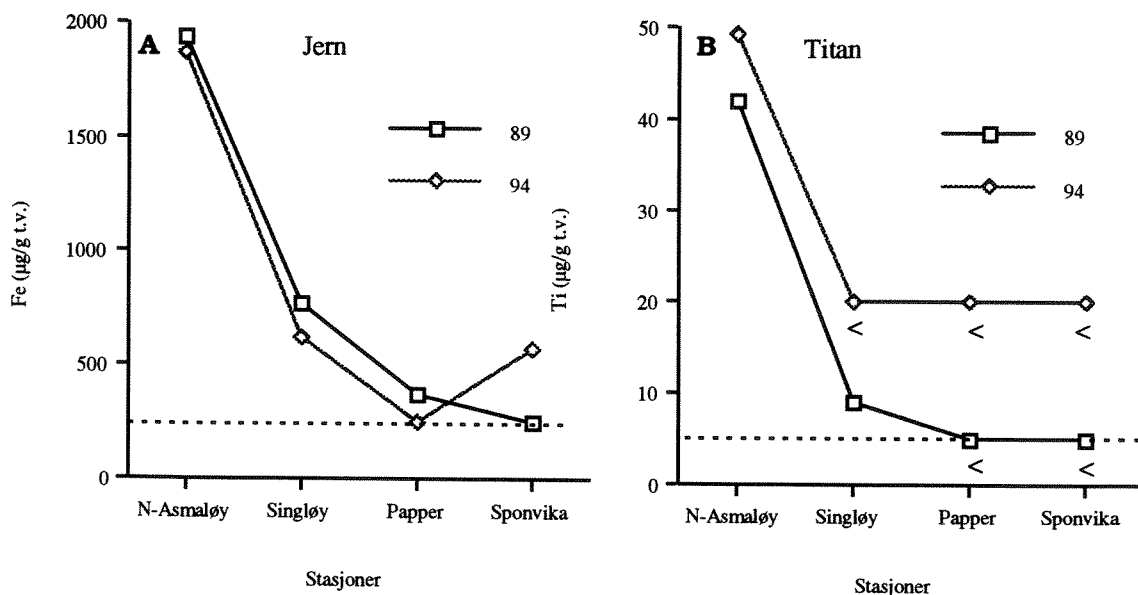 A
Jern
2000
1500
1000
500
0
Fe (µg/g t.v.)
89
94
N-Asmaløy
Singløy
Papper
Sponvika
Stasjoner
B
Titan
50
40
30
20
10
0
Ti (µg/g t.v.)
89
94
<
<
<
<
<
N-Asmaløy
Singløy
Papper
Sponvika
Stasjoner